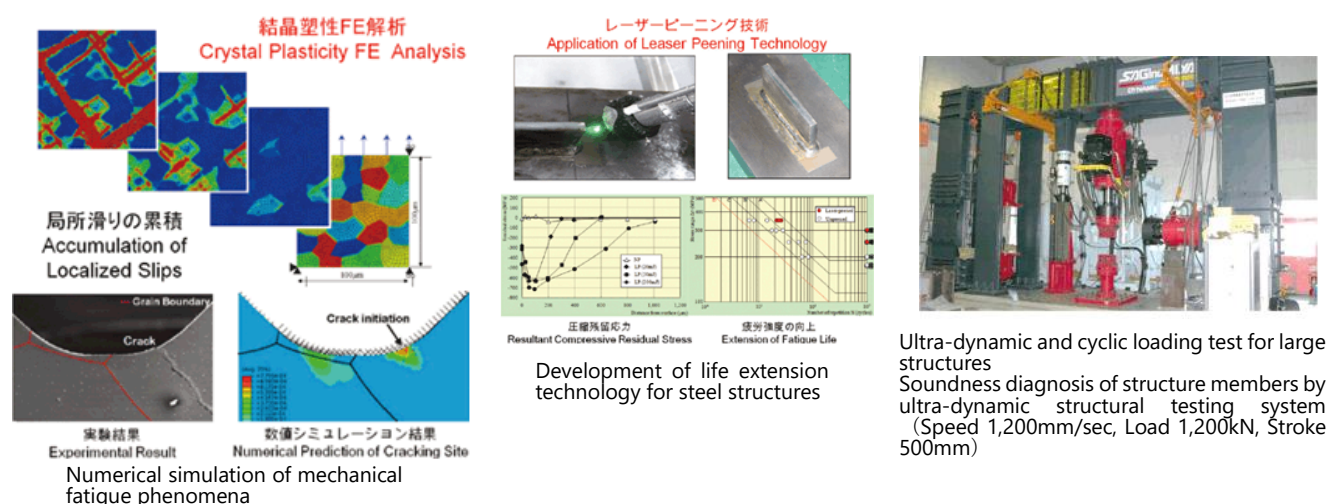 結晶塑性FE解析
Crystal Plasticity FE Analysis
局所滑りの累積
Accumulation of
Localized Slips
100μm
Grain Boundary
Crack
Crack initiation
実験結果
Experimental Result
数値シミュレーション結果
Numerical Prediction of Cracking Site
Numerical simulation of mechanical
fatigue phenomena
レーザーピーニング技術
Application of Leaser Peening Technology
圧縮残留応力
Resultant Compressive Residual Stress
疲労強度の向上
Extension of Fatigue Life
Development of life extension
technology for steel structures
Ultra-dynamic and cyclic loading test for large
structures
Soundness diagnosis of structure members by
ultra-dynamic structural testing system
（Speed 1,200mm/sec, Load 1,200kN, Stroke
500mm）